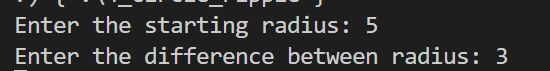 Enter the starting radius: 5
Enter the difference between radius: 3